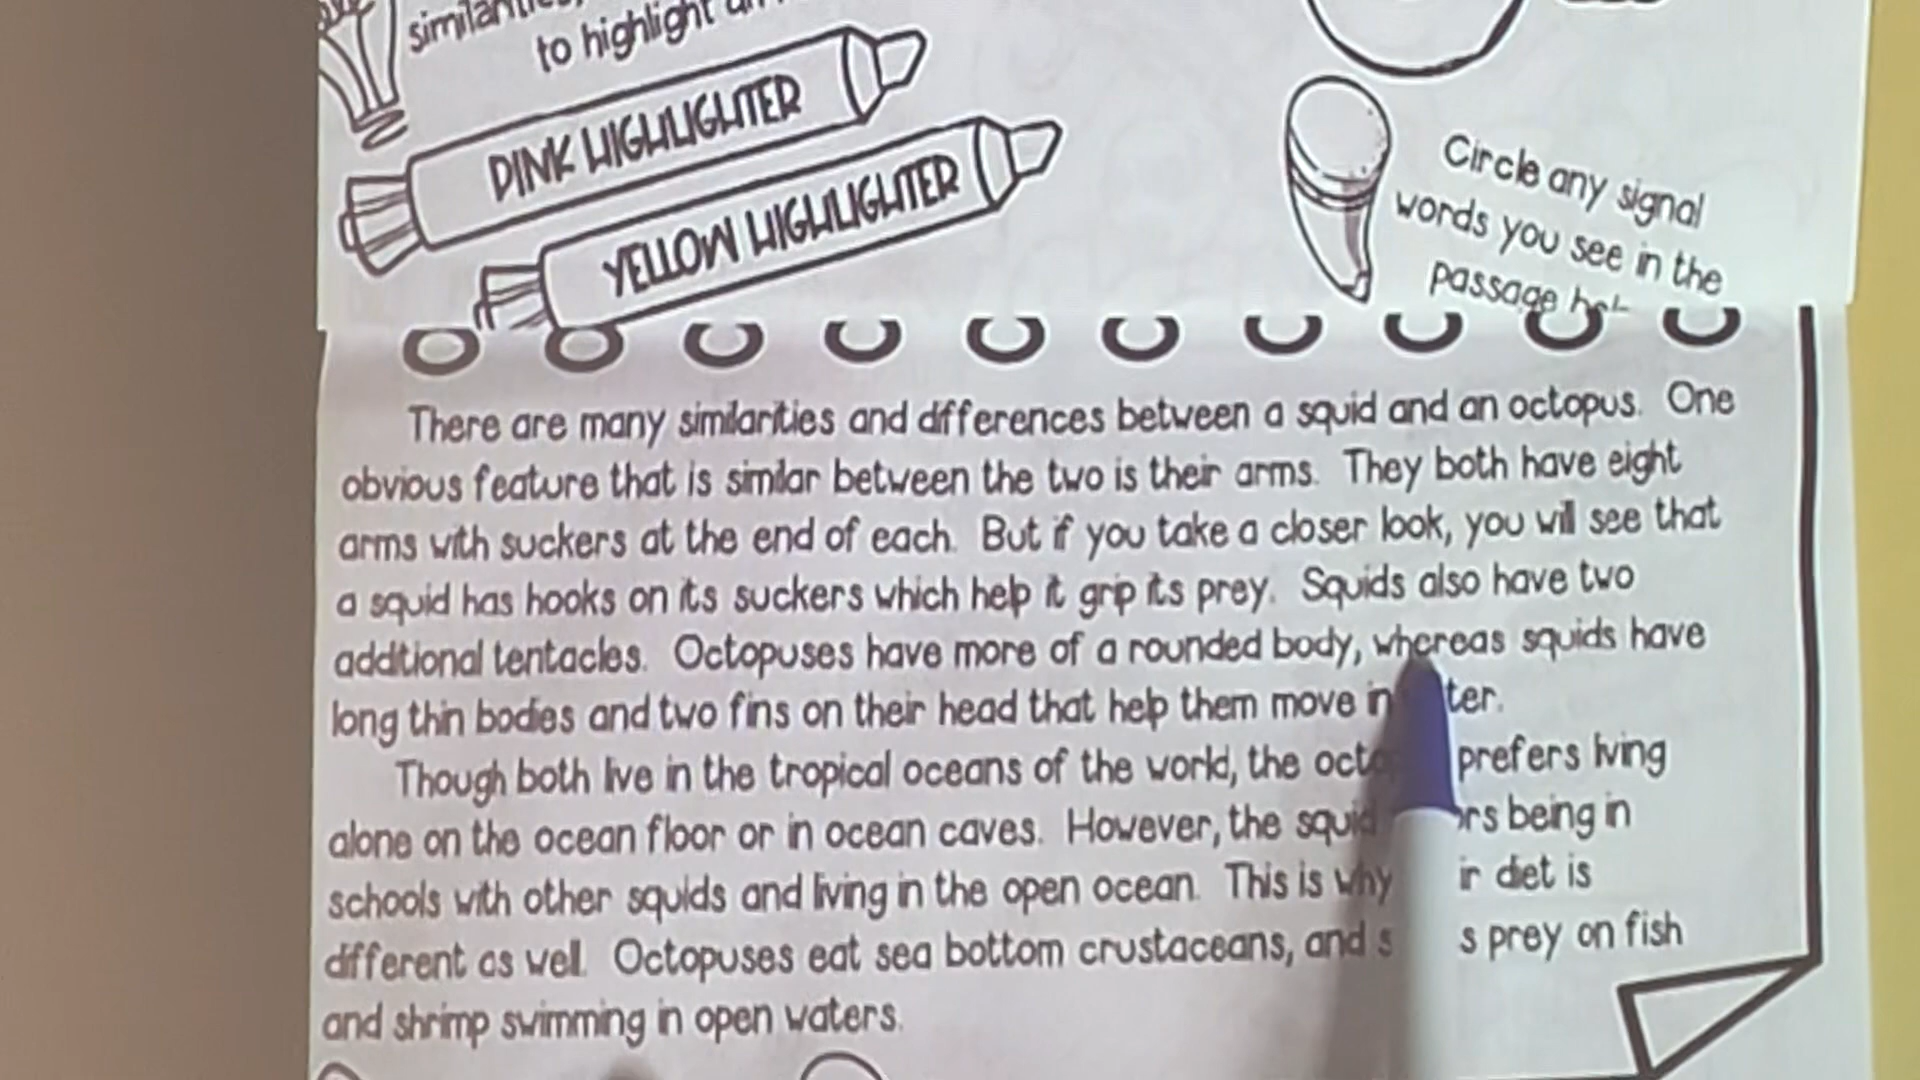 to highlight
PINK HIGHLIGHTER
YELLOW HIGHLIGHTER
Circle any signal
words you see in the
passage
There are many similarities and differences between a squid and an octopus. One
obvious feature that is similar between the two is their arms. They both have eight
arms with suckers at the end of each. But if you take a closer look, you will see that
a squid has hooks on its suckers which help it grip its prey. Squids also have two
addtional tentacles. Octopuses have more of a rounded body, whereas squids have
long thin bodies and two fins on their head that help them move in
Though both live in the tropical oceans of the world, the prefers lving
alone on the ocean floor or in ocean caves. However, the squid being in
schools with other squids and living in the open ocean. This is why diet is
different as well. Octopuses eat sea bottom crustaceans, and prey on fish
and shrimp swimming in open waters.